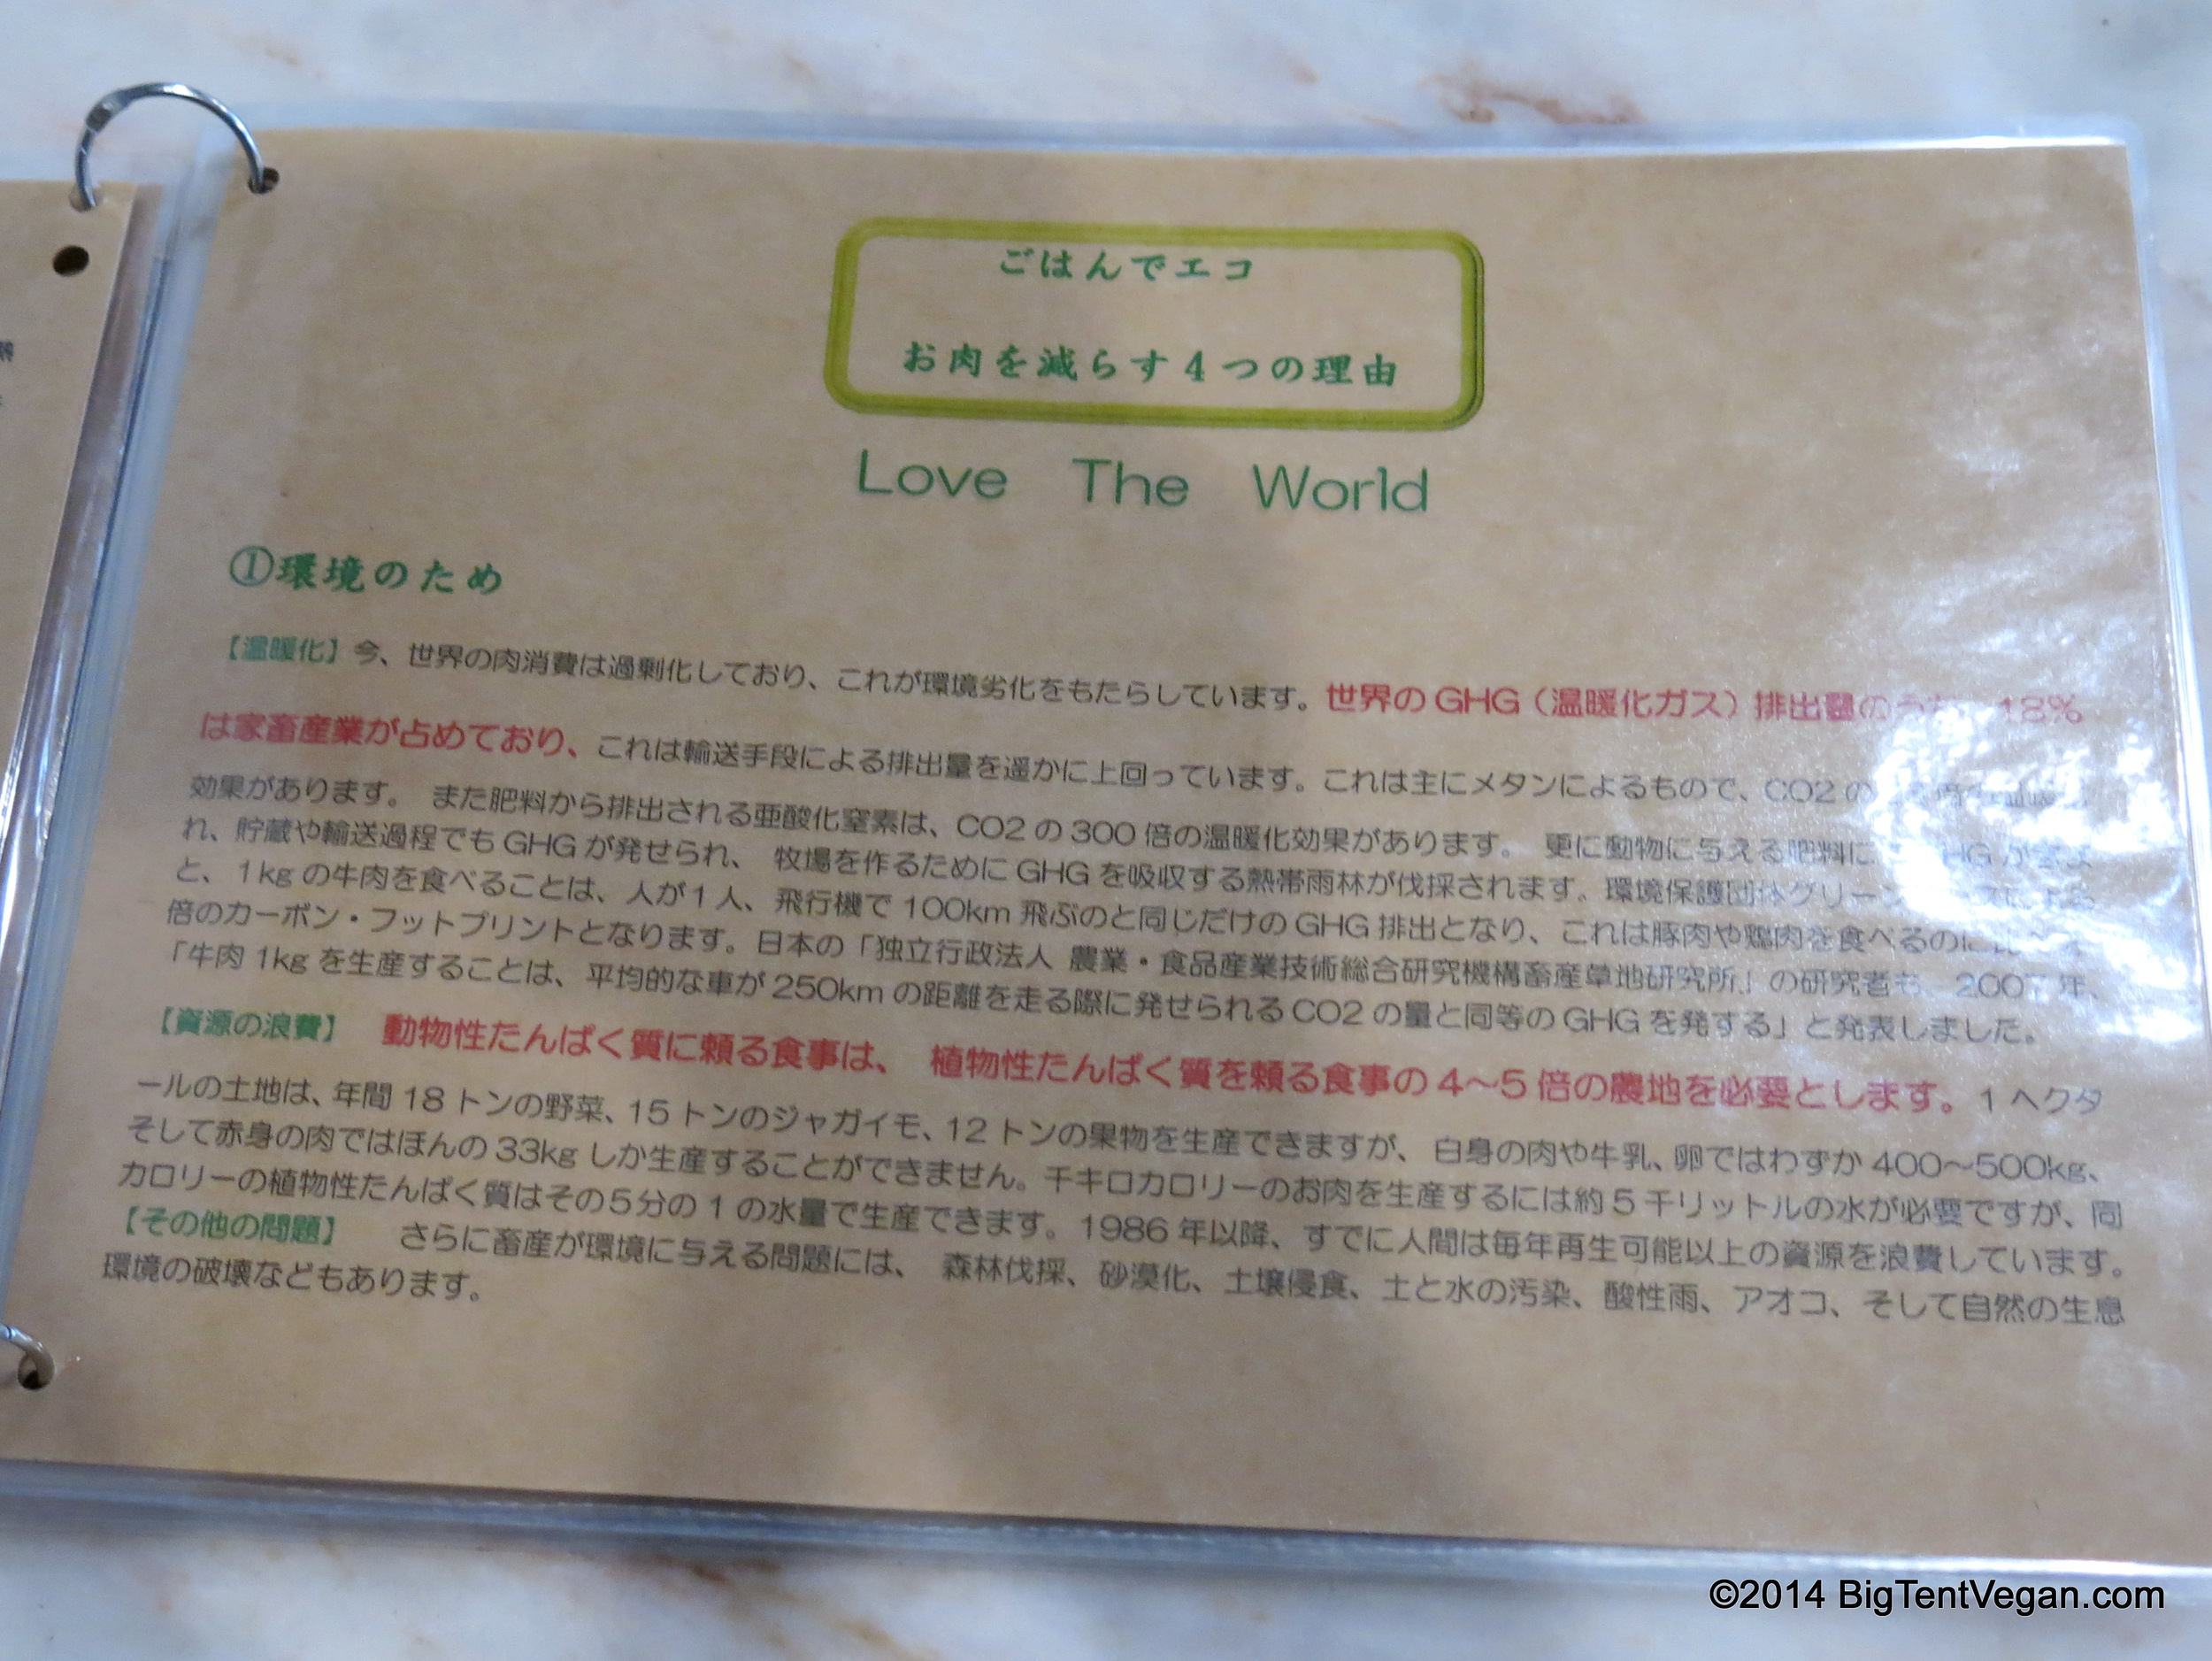 ごはんでエコ
お肉を減らす4つの理由
Love The World
①環境のため
【温暖化】今、世界の肉消費は過剰化しており、これが環境劣化をもたらしています。世界のGHG(温暖化ガス)排出量のうち、18%
は家畜産業が占めており、これは輸送手段による排出量を遥かに上回っています。これは主にメタンによるもので、CO2の
効果があります。 また肥料から排出される亜酸化窒素は、CO2の300倍の温暖化効果があります。 更に動物に与える肥料に
れ、貯蔵や輸送過程でもGHGが発せられ、 牧場を作るためにGHGを吸収する熱帯雨林が伐採されます。環境保護団体グリーン
と、1kgの牛肉を食べることは、人が1人、飛行機で100km飛ぶのと同じだけのGHG排出となり、これは豚肉や鶏肉を食べるのに
倍のカーボン・フットプリントとなります。日本の「独立行政法人 農業・食品産業技術総合研究機構畜産草地研究所」の研究者も、2007年、
「牛肉1kgを生産することは、平均的な車が250kmの距離を走る際に発せられるCO2の量と同等のGHGを発する」と発表しました。
【資源の浪費】 動物性たんぱく質に頼る食事は、 植物性たんぱく質を頼る食事の4~5倍の農地を必要とします。1ヘクタ
ールの土地は、年間18トンの野菜、15トンのジャガイモ、12トンの果物を生産できますが、 白身の肉や牛乳、卵ではわずか400~500kg、
そして赤身の肉ではほんの33kgしか生産することができません。千キロカロリーのお肉を生産するには約5千リットルの水が必要ですが、同
カロリーの植物性たんぱく質はその5分の1の水量で生産できます。1986年以降、すでに人間は毎年再生可能以上の資源を浪費しています。
【その他の問題】 さらに畜産が環境に与える問題には、 森林伐採、砂漠化、土壌侵食、土と水の汚染、酸性雨、アオコ、そして自然の生息
環境の破壊などもあります。
©2014 BigTentVegan.com